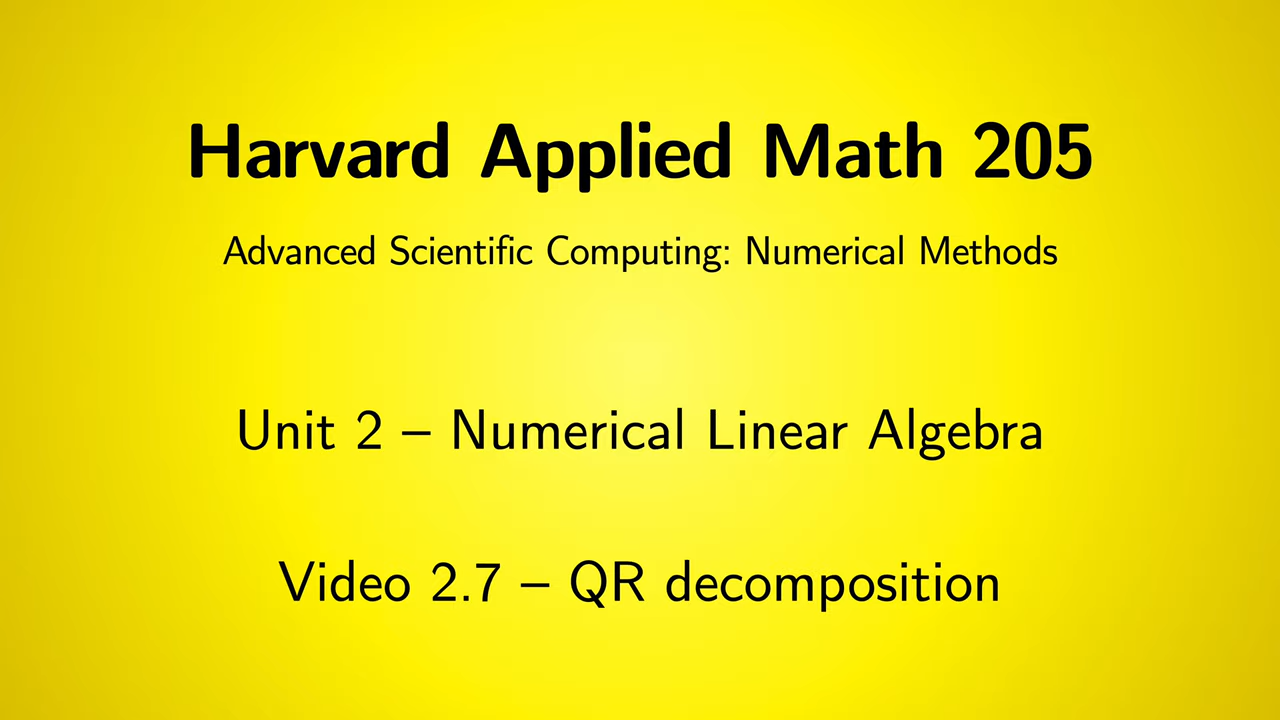 Harvard Applied Math 205
Advanced Scientific Computing: Numerical Methods
Unit 2 – Numerical Linear Algebra
Video 2.7 – QR decomposition